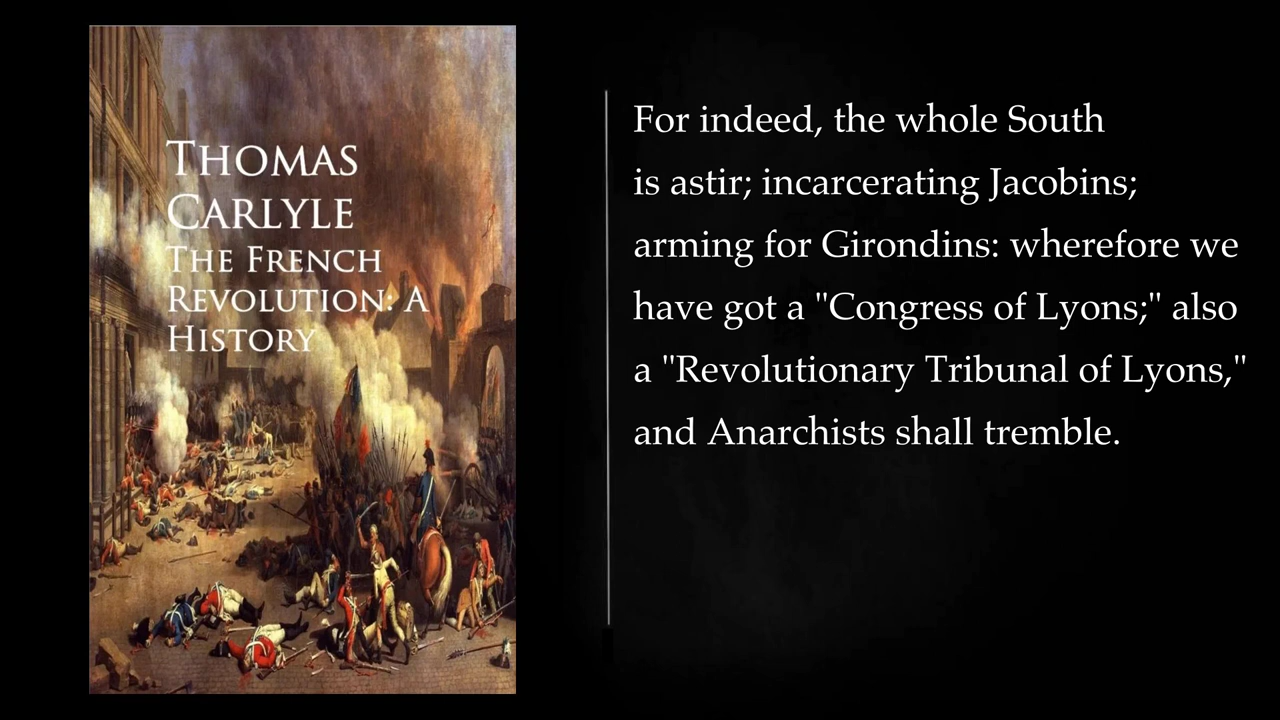 THOMAS
CARLYLE
THE FRENCH
REVOLUTION: A
HISTORY
For indeed, the whole South
is astir; incarcerating Jacobins;
arming for Girondins: wherefore we
have got a "Congress of Lyons;" also
a "Revolutionary Tribunal of Lyons,"
and Anarchists shall tremble.